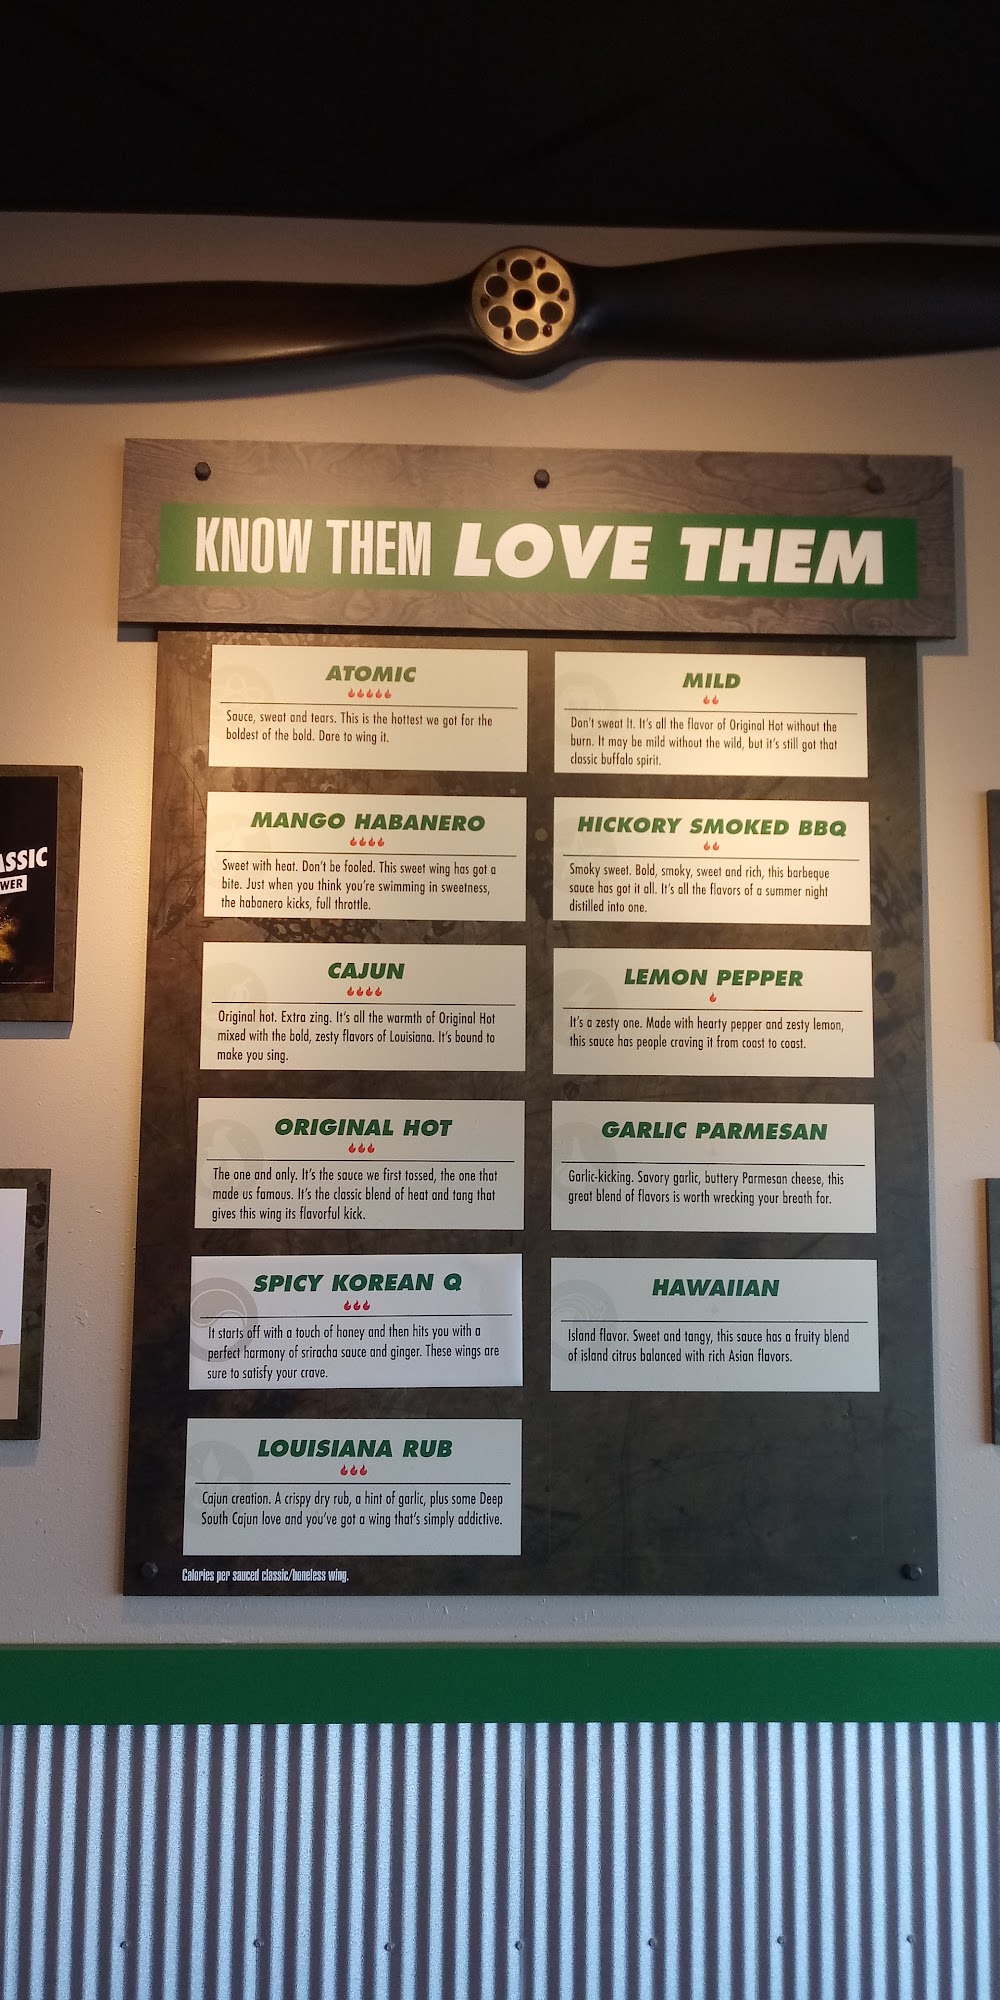 KNOW THEM LOVE THEM
ATOMIC
Sauce, sweat and tears. This is the hottest we got for the
boldest of the bold. Dare to wing it.
MANGO HABANERO
Sweet with heat. Don't be fooled. This sweet wing has got a
bite. Just when you think you're swimming in sweetness,
the habanero kicks, full throttle.
CAJUN
Original hot. Extra zing. It's all the warmth of Original Hot
mixed with the bold, zesty flavors of Louisiana. It's bound to
make you sing.
ORIGINAL HOT
The one and only. It's the sauce we first tossed, the one that
made us famous. It's the classic blend of heat and tang that
gives this wing its flavorful kick.
SPICY KOREAN Q
It starts off with a touch of honey and then hits you with a
perfect harmony of sriracha sauce and ginger. These wings are
sure to satisfy your crave.
LOUISIANA RUB
Cajun creation. A crispy dry rub, a hint of garlic, plus some Deep
South Cajun love and you've got a wing that's simply addictive.
MILD
Don't sweat It. It's all the flavor of Original Hot without the
burn. It may be mild without the wild, but it's still got that
classic buffalo spirit.
HICKORY SMOKED BBQ
Smoky sweet. Bold, smoky, sweet and rich, this barbeque
sauce has got it all. It's all the flavors of a summer night
distilled into one.
LEMON PEPPER
It's a zesty one. Made with hearty pepper and zesty lemon,
this sauce has people craving it from coast to coast.
GARLIC PARMESAN
Garlic-kicking. Savory garlic, buttery Parmesan cheese, this
great blend of flavors is worth wrecking your breath for.
HAWAIIAN
Island flavor. Sweet and tangy, this sauce has a fruity blend
of island citrus balanced with rich Asian flavors.
Calories per sauced classic/boneless wing.
ASSIC
WER